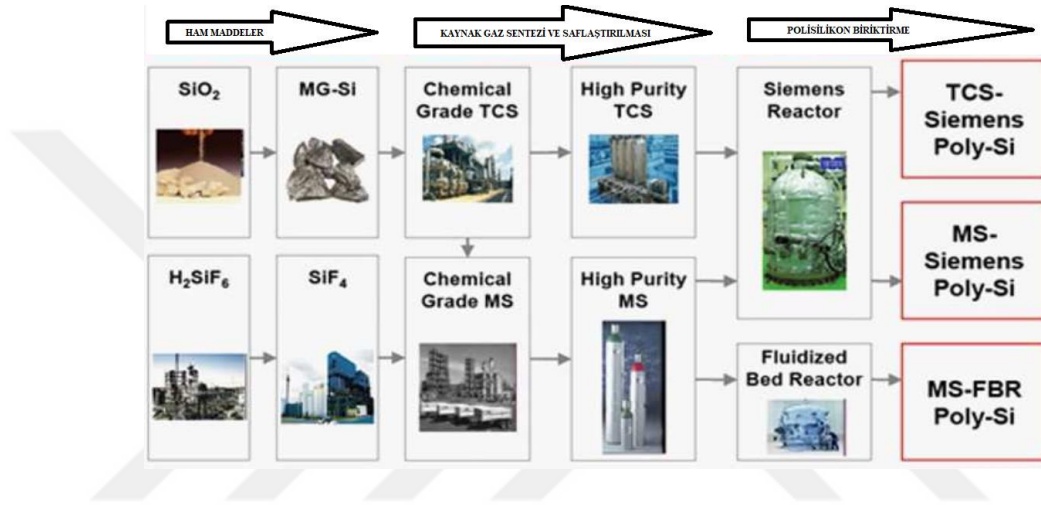 HAM MADDELER
KAYNAK GAZ SENTEZİ VE SAFLAŞTIRILMASI
POLİSİLİKON BİRİKTİRME
SiO₂
MG-Si
Chemical
Grade TCS
High Purity
TCS
Siemens
Reactor
TCS-
Siemens
Poly-Si
MS-
Siemens
Poly-Si
H₂SiF₆
SiF₄
Chemical
Grade MS
High Purity
MS
Fluidized
Bed Reactor
MS-FBR
Poly-Si